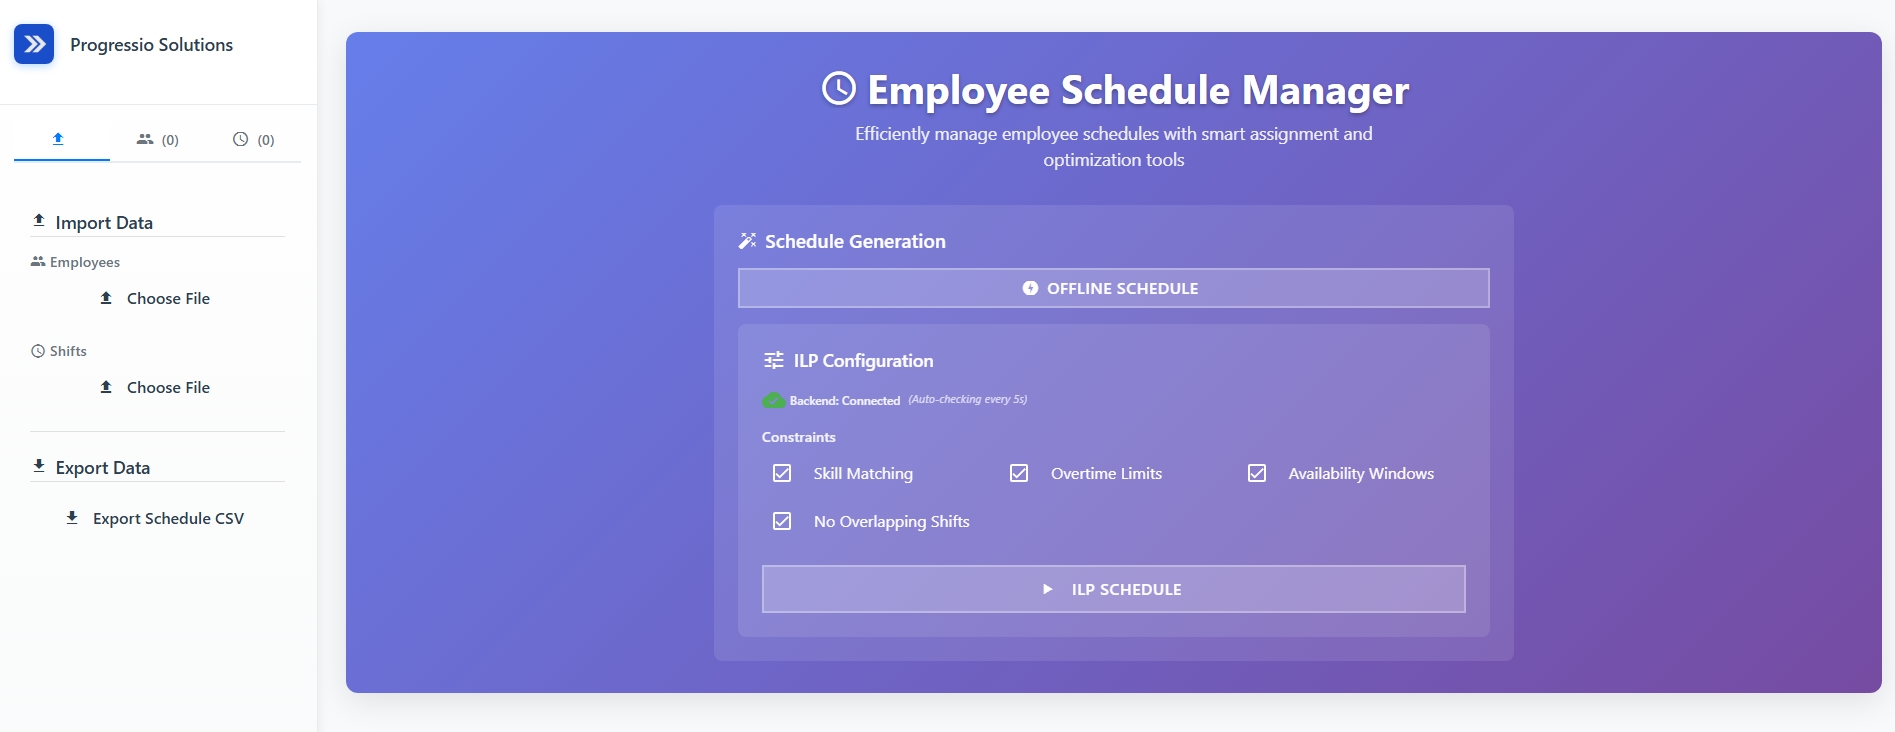 Progressio Solutions
(0)
(0)
Import Data
Employees
Choose File
Shifts
Choose File
Export Data
Export Schedule CSV
Employee Schedule Manager
Efficiently manage employee schedules with smart assignment and
optimization tools
Schedule Generation
OFFLINE SCHEDULE
ILP Configuration
Backend: Connected (Auto-checking every 5s)
Constraints
Skill Matching Overtime Limits Availability Windows
No Overlapping Shifts
ILP SCHEDULE